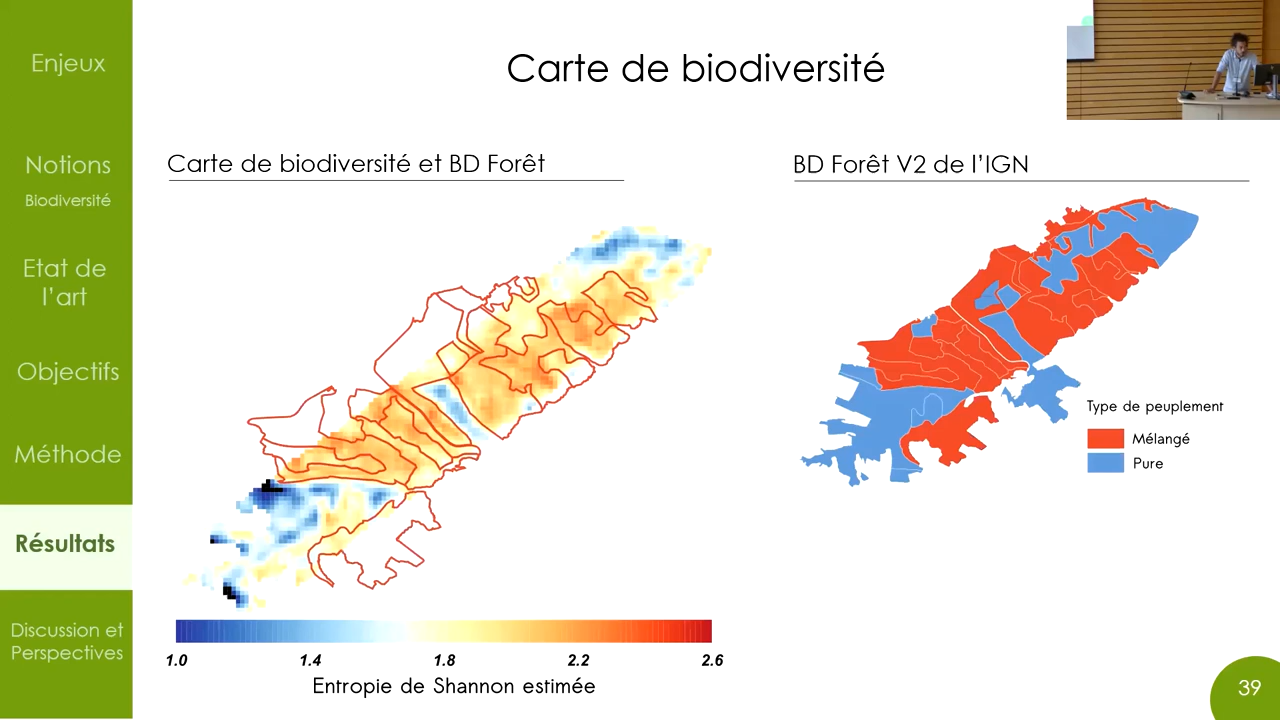 Enjeux
Notions
Biodiversité
Etat de
l'art
Objectifs
Méthode
Résultats
Discussion et
Perspectives
Carte de biodiversité
Carte de biodiversité et BD Forêt
1.0 1.4 1.8 2.2 2.6
Entropie de Shannon estimée
BD Forêt V2 de l'IGN
Type de peuplement
Mélangé
Pure
39